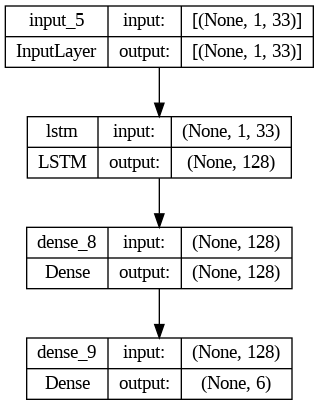 input_5 input: [(None, 1, 33)]
InputLayer output: [(None, 1, 33)]
lstm input: (None, 1, 33)
LSTM output: (None, 128)
dense_8 input: (None, 128)
Dense output: (None, 128)
dense_9 input: (None, 128)
Dense output: (None, 6)